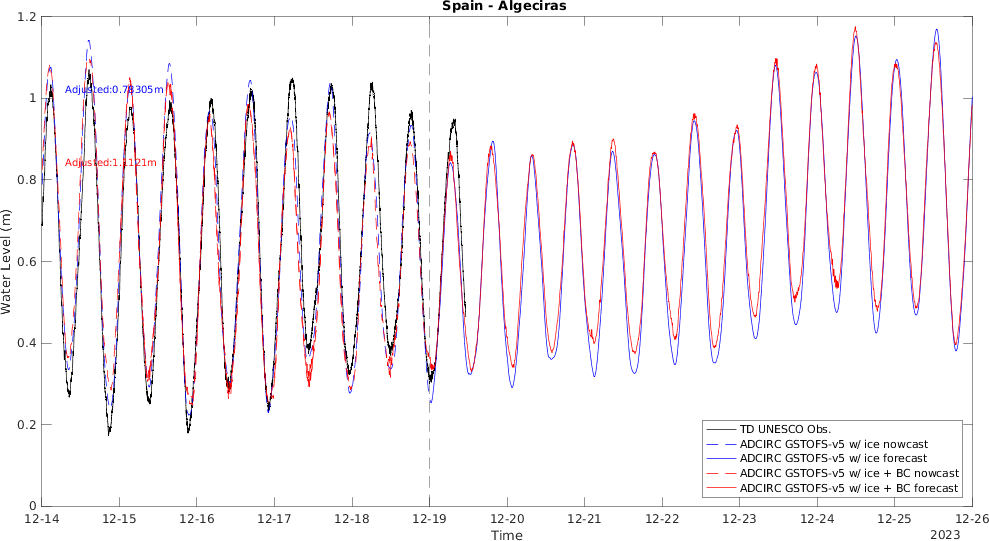 Spain - Algeciras
1.2
1
0.8
0.6
0.4
0.2
0
Water Level (m)
Adjusted:0.78305m
Adjusted:1.1121m
TD UNESCO Obs.
ADCIRC GSTOFS-v5 w/ ice nowcast
ADCIRC GSTOFS-v5 w/ ice forecast
ADCIRC GSTOFS-v5 w/ ice + BC nowcast
ADCIRC GSTOFS-v5 w/ ice + BC forecast
12-14 12-15 12-16 12-17 12-18 12-19 12-20 12-21 12-22 12-23 12-24 12-25 12-26
Time
2023